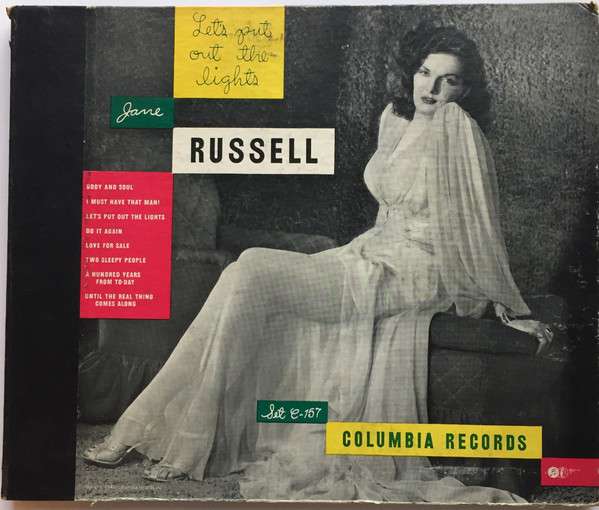 Let's put
out the
lights
Jane
RUSSELL
BODY AND SOUL
I MUST HAVE THAT MAN!
LET'S PUT OUT THE LIGHTS
DO IT AGAIN
LOVE FOR SALE
TWO SLEEPY PEOPLE
A HUNDRED YEARS
FROM TO-DAY
UNTIL THE REAL THING
COMES ALONG
Set C-157
COLUMBIA RECORDS